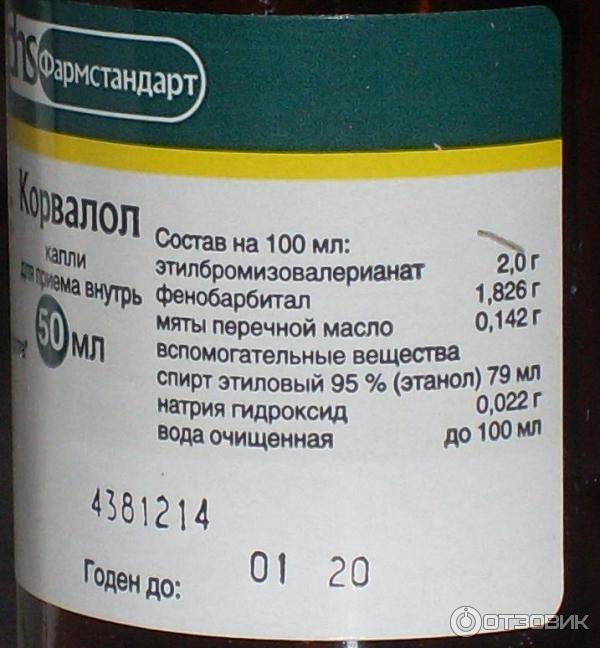 Фармстандарт
Корвалол
капли
для приема внутрь
50 мл
Состав на 100 мл:
этилбромизовалерианат 2,0 г
фенобарбитал 1,826 г
мяты перечной масло 0,142 г
вспомогательные вещества
спирт этиловый 95 % (этанол) 79 мл
натрия гидроксид 0,022 г
вода очищенная до 100 мл
4381214
Годен до: 01 20
ОТЗОВИК